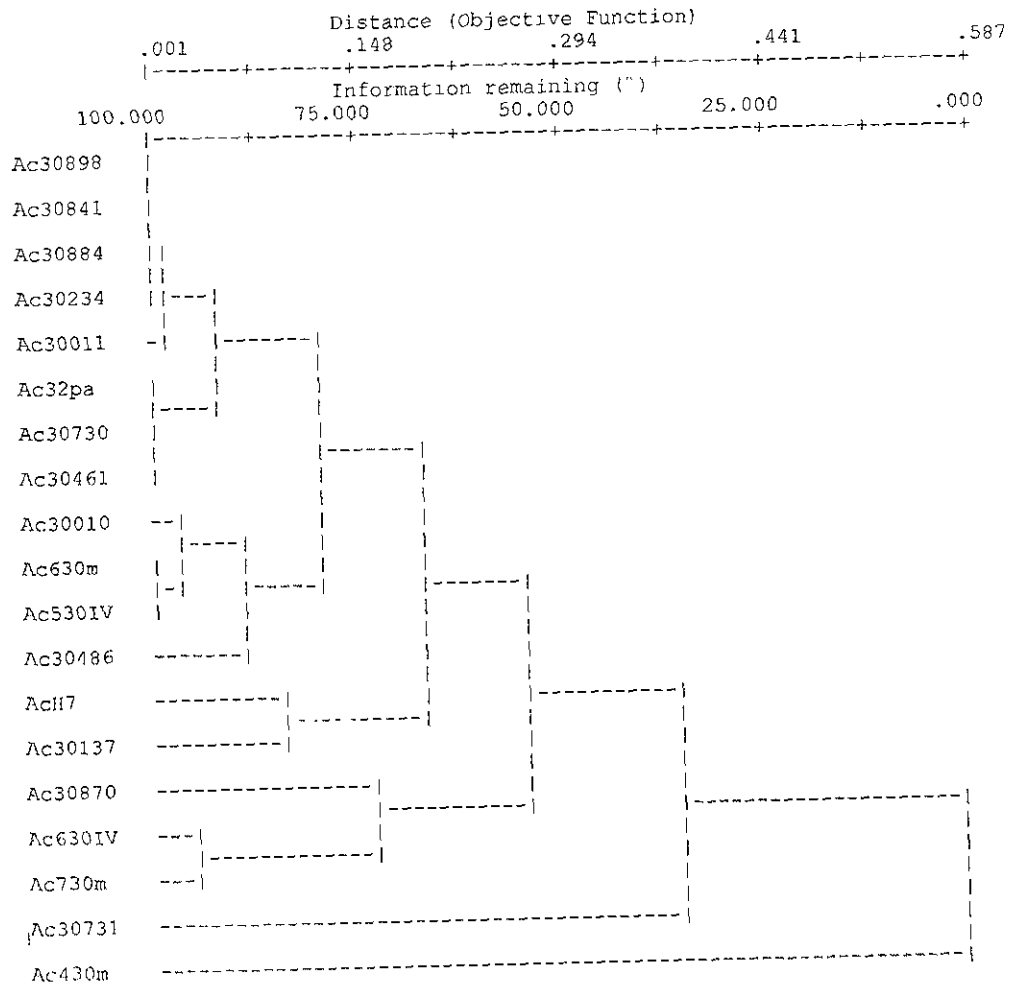 Distance (Objective Function)
.001 .148 .294 .441 .587
Information remaining (")
100.000 75.000 50.000 25.000 .000
Ac30898
Ac30841
Ac30884
Ac30234
Ac30011
Ac32pa
Ac30730
Ac30461
Ac30010
Ac630m
Ac530IV
Ac30486
AcH7
Ac30137
Ac30870
Ac630IV
Ac730m
Ac30731
Ac430m